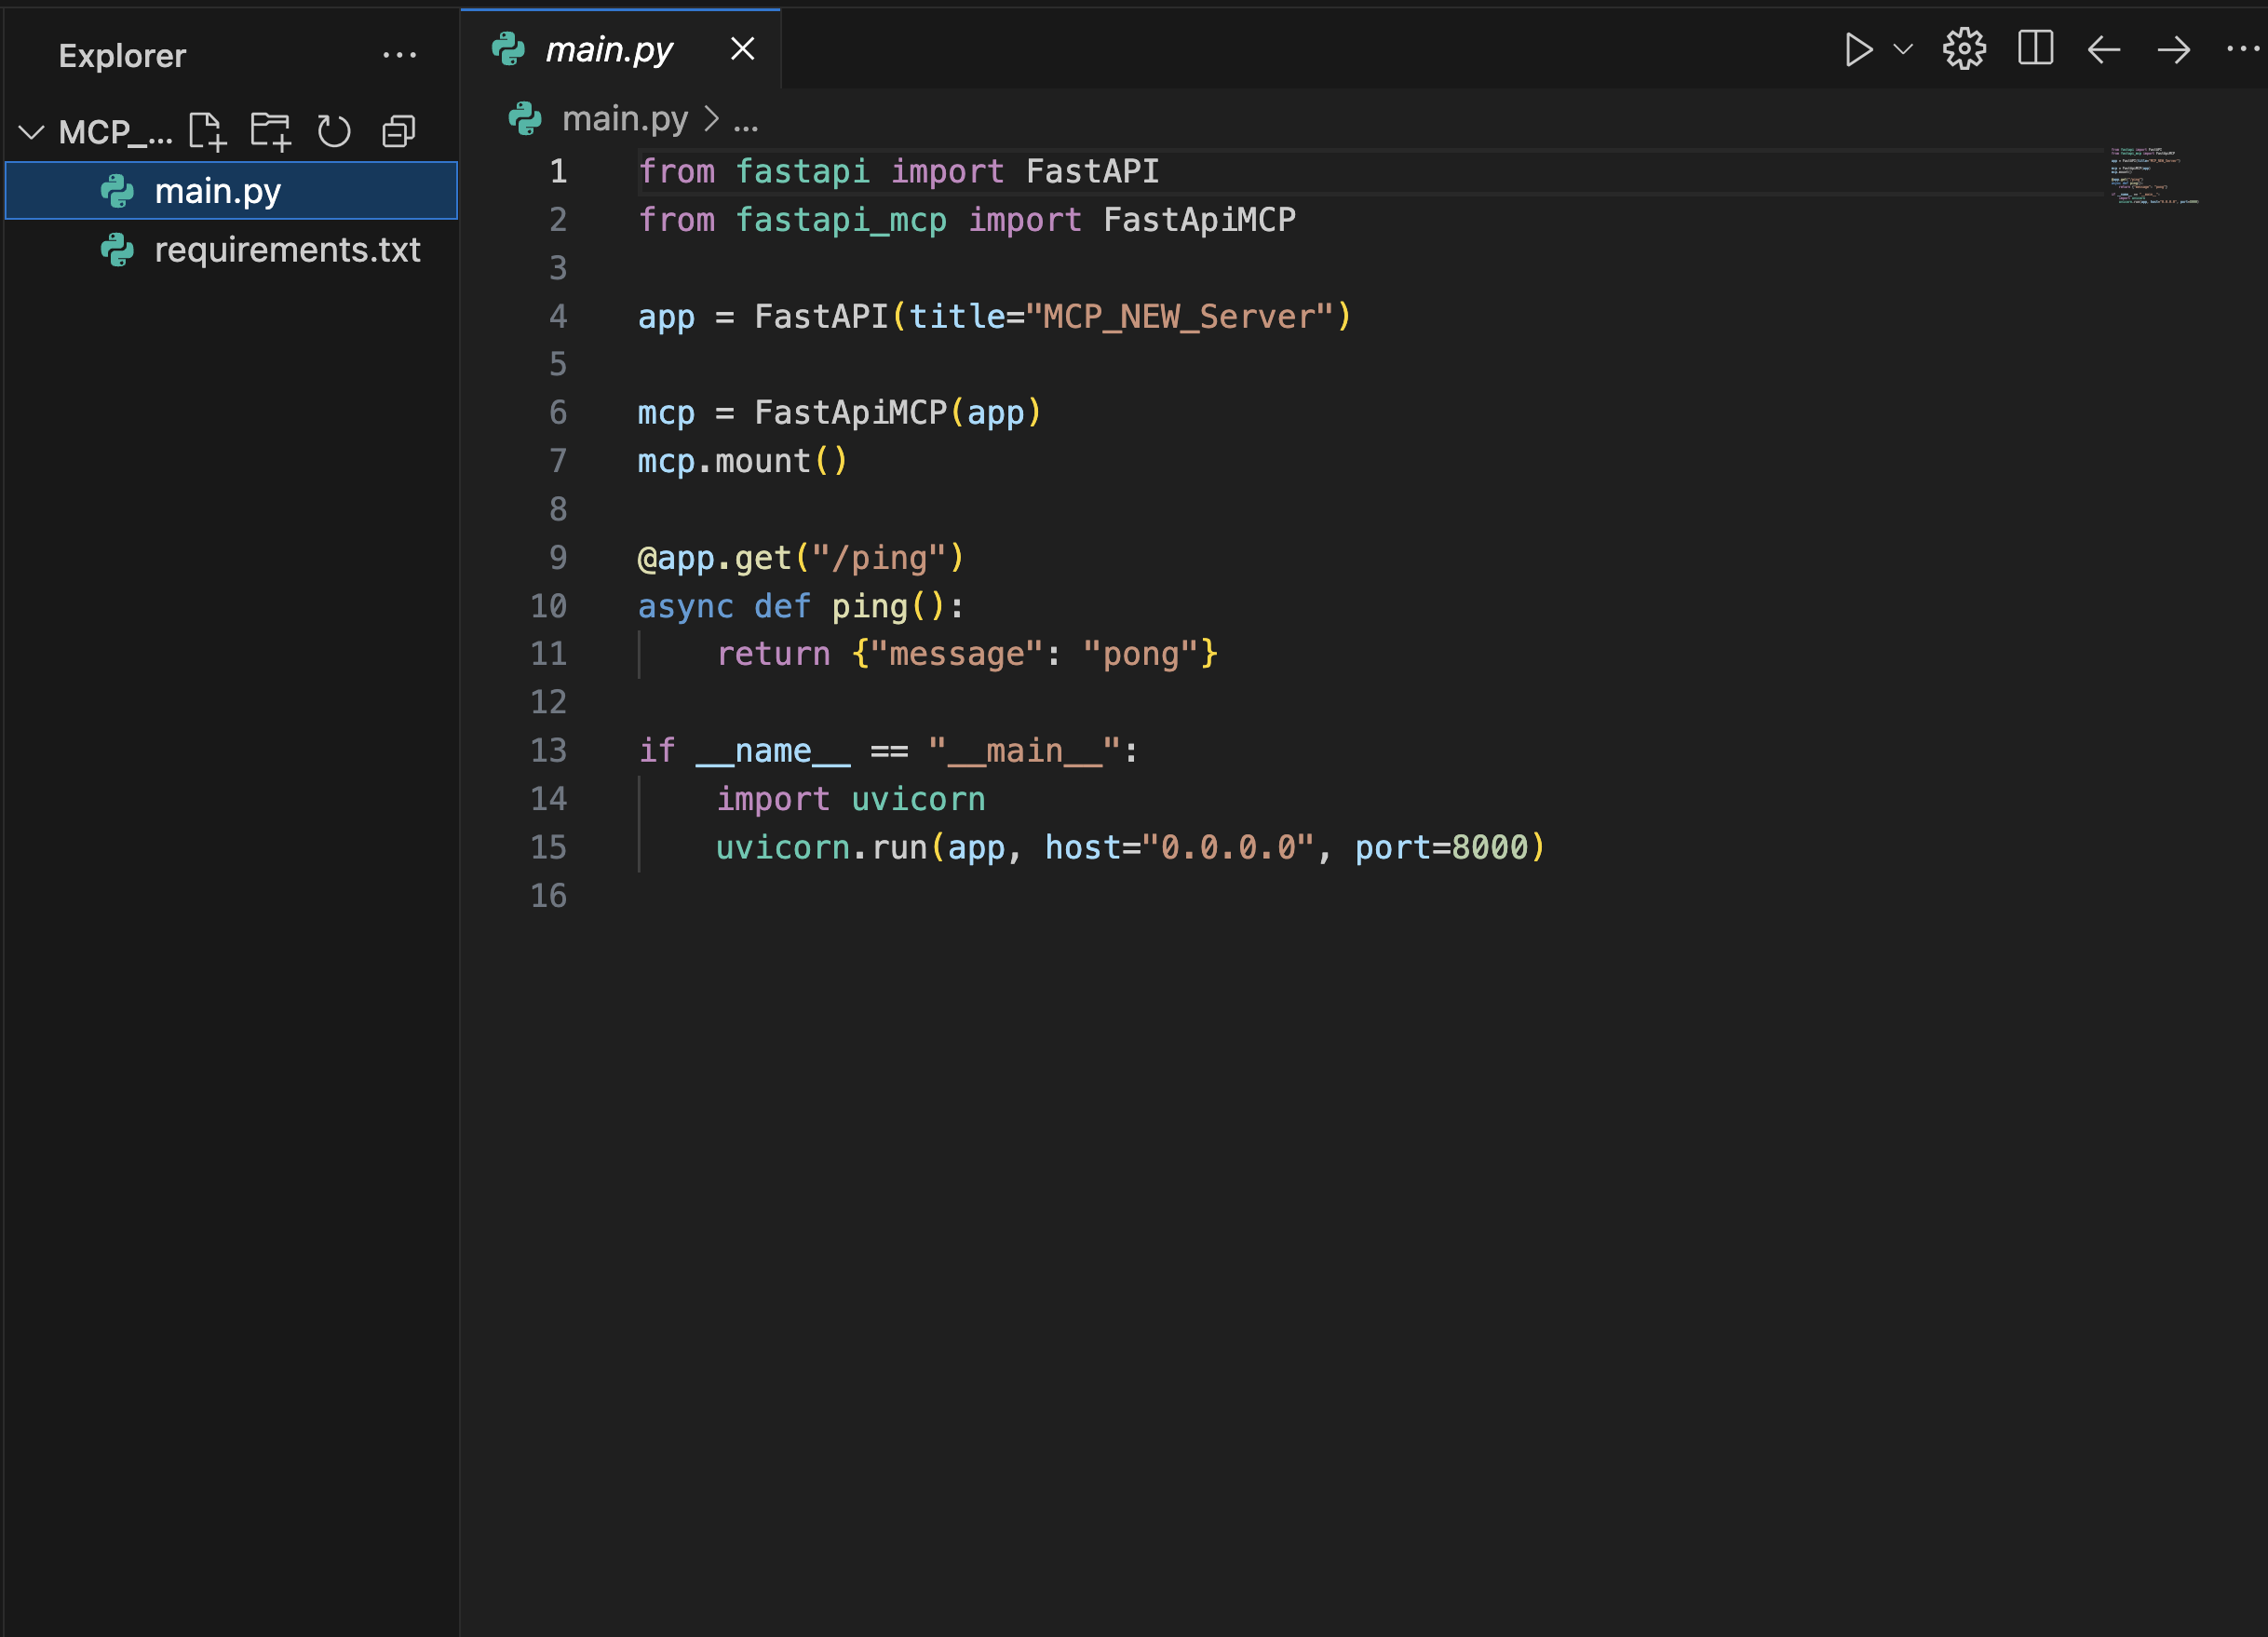 Explorer
MCP_...
main.py
requirements.txt
main.py
main.py > ...
1 from fastapi import FastAPI
2 from fastapi_mcp import FastApiMCP
3
4 app = FastAPI(title="MCP_NEW_Server")
5
6 mcp = FastApiMCP(app)
7 mcp.mount()
8
9 @app.get("/ping")
10 async def ping():
11     return {"message": "pong"}
12
13 if __name__ == "__main__":
14     import uvicorn
15     uvicorn.run(app, host="0.0.0.0", port=8000)
16